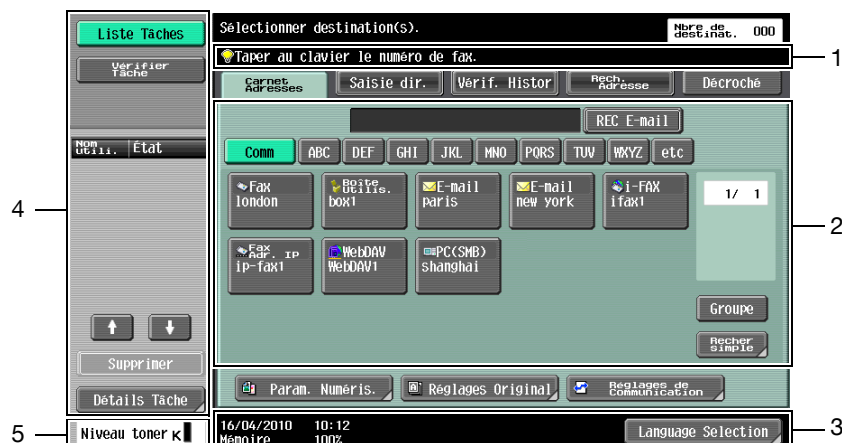 Liste Tâches
Vérifier
Tâche
Nom
Utili.
État
Supprimer
Détails Tâche
Niveau toner K
Sélectionner destination(s).
Nbre de
destinat.
000
Taper au clavier le numéro de fax.
Carnet
Adresses
Saisie dir.
Vérif. Histor
Rech.
Adresse
Décroché
REC E-mail
Comm
ABC
DEF
GHI
JKL
MNO
PQRS
TUV
WXYZ
etc
Fax
london
Boîte
Utilis.
box1
E-mail
paris
E-mail
new york
i-FAX
ifax1
1/ 1
Fax
Adr. IP
ip-fax1
WebDAV
WebDAV1
PC(SMB)
shanghai
Groupe
Recher
simple
Param. Numéris.
Réglages Original
Réglages de
Communication
16/04/2010 10:12
Mémoire 100%
Language Selection
1
2
3
4
5